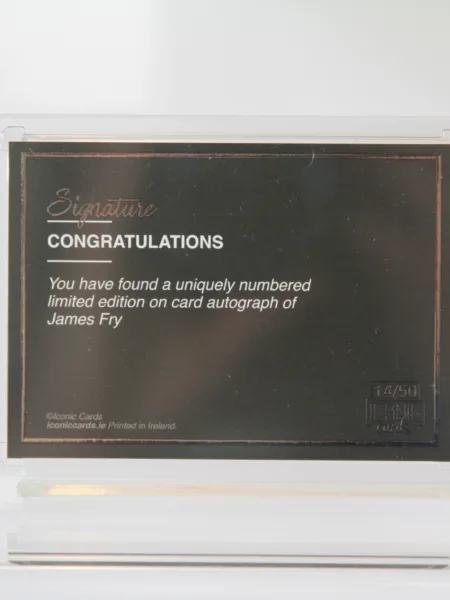 Signature
CONGRATULATIONS
You have found a uniquely numbered
limited edition on card autograph of
James Fry
14/50
cards
©Iconic Cards
iconiccards.ie Printed in Ireland.